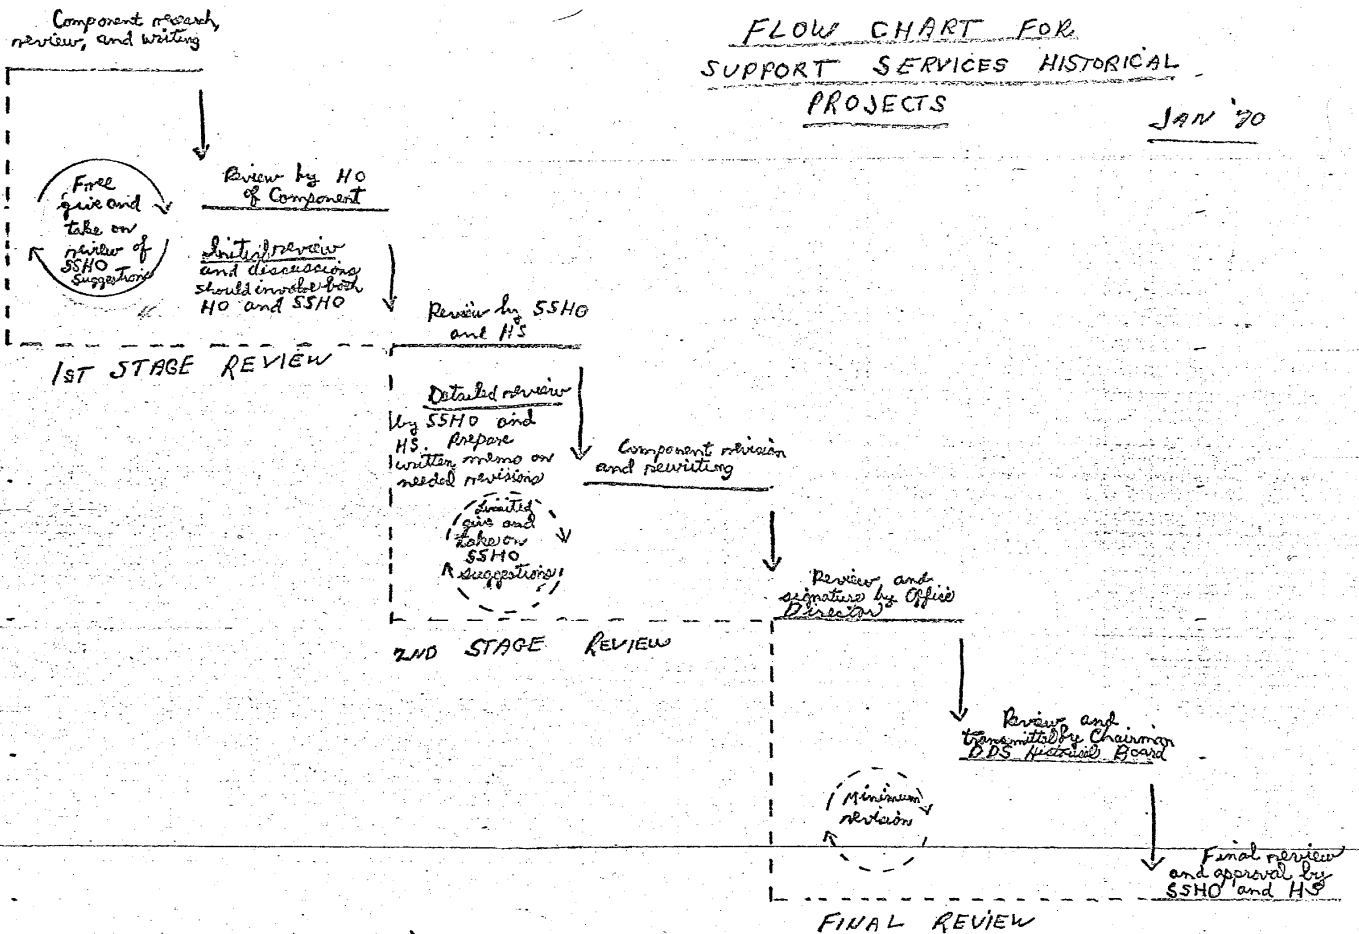 FLOW CHART FOR
SUPPORT SERVICES HISTORICAL
PROJECTS
JAN '70
Component research,
review, and writing
Free
give and
take on
review of
SSHO
suggestions
Review by HO
of Component
Initial review
and discussions
should involve both
HO and SSHO
Review by SSHO
and HS
1ST STAGE REVIEW
Detailed review
by SSHO and
HS. Prepare
written memo on
needed revisions
Limited
give and
take on
SSHO
suggestions
Component revision
and rewriting
2ND STAGE REVIEW
Review and
signature by Office
Director
Review and
transmittal by Chairman
DDS Historical Board
Minimum
revision
Final review
and approval by
SSHO and HS
FINAL REVIEW